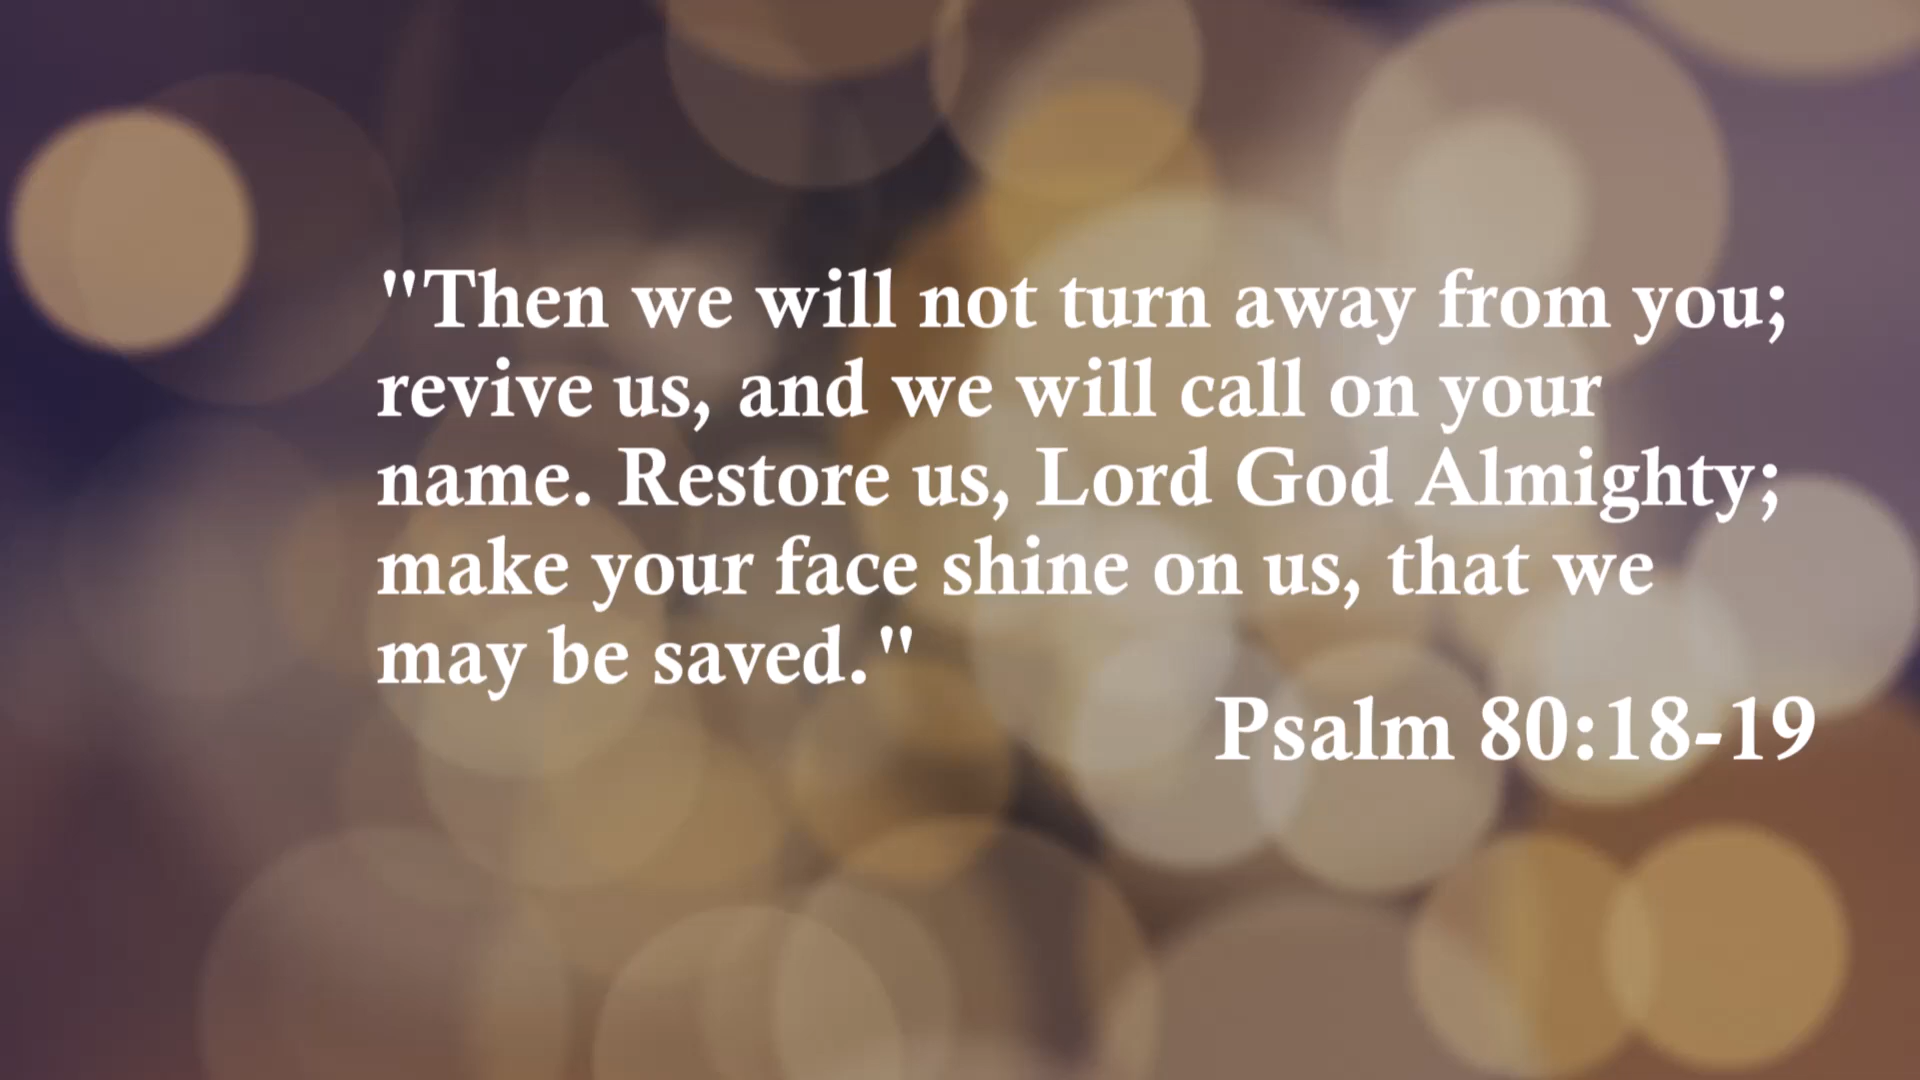 "Then we will not turn away from you;
revive us, and we will call on your
name. Restore us, Lord God Almighty;
make your face shine on us, that we
may be saved."
Psalm 80:18-19